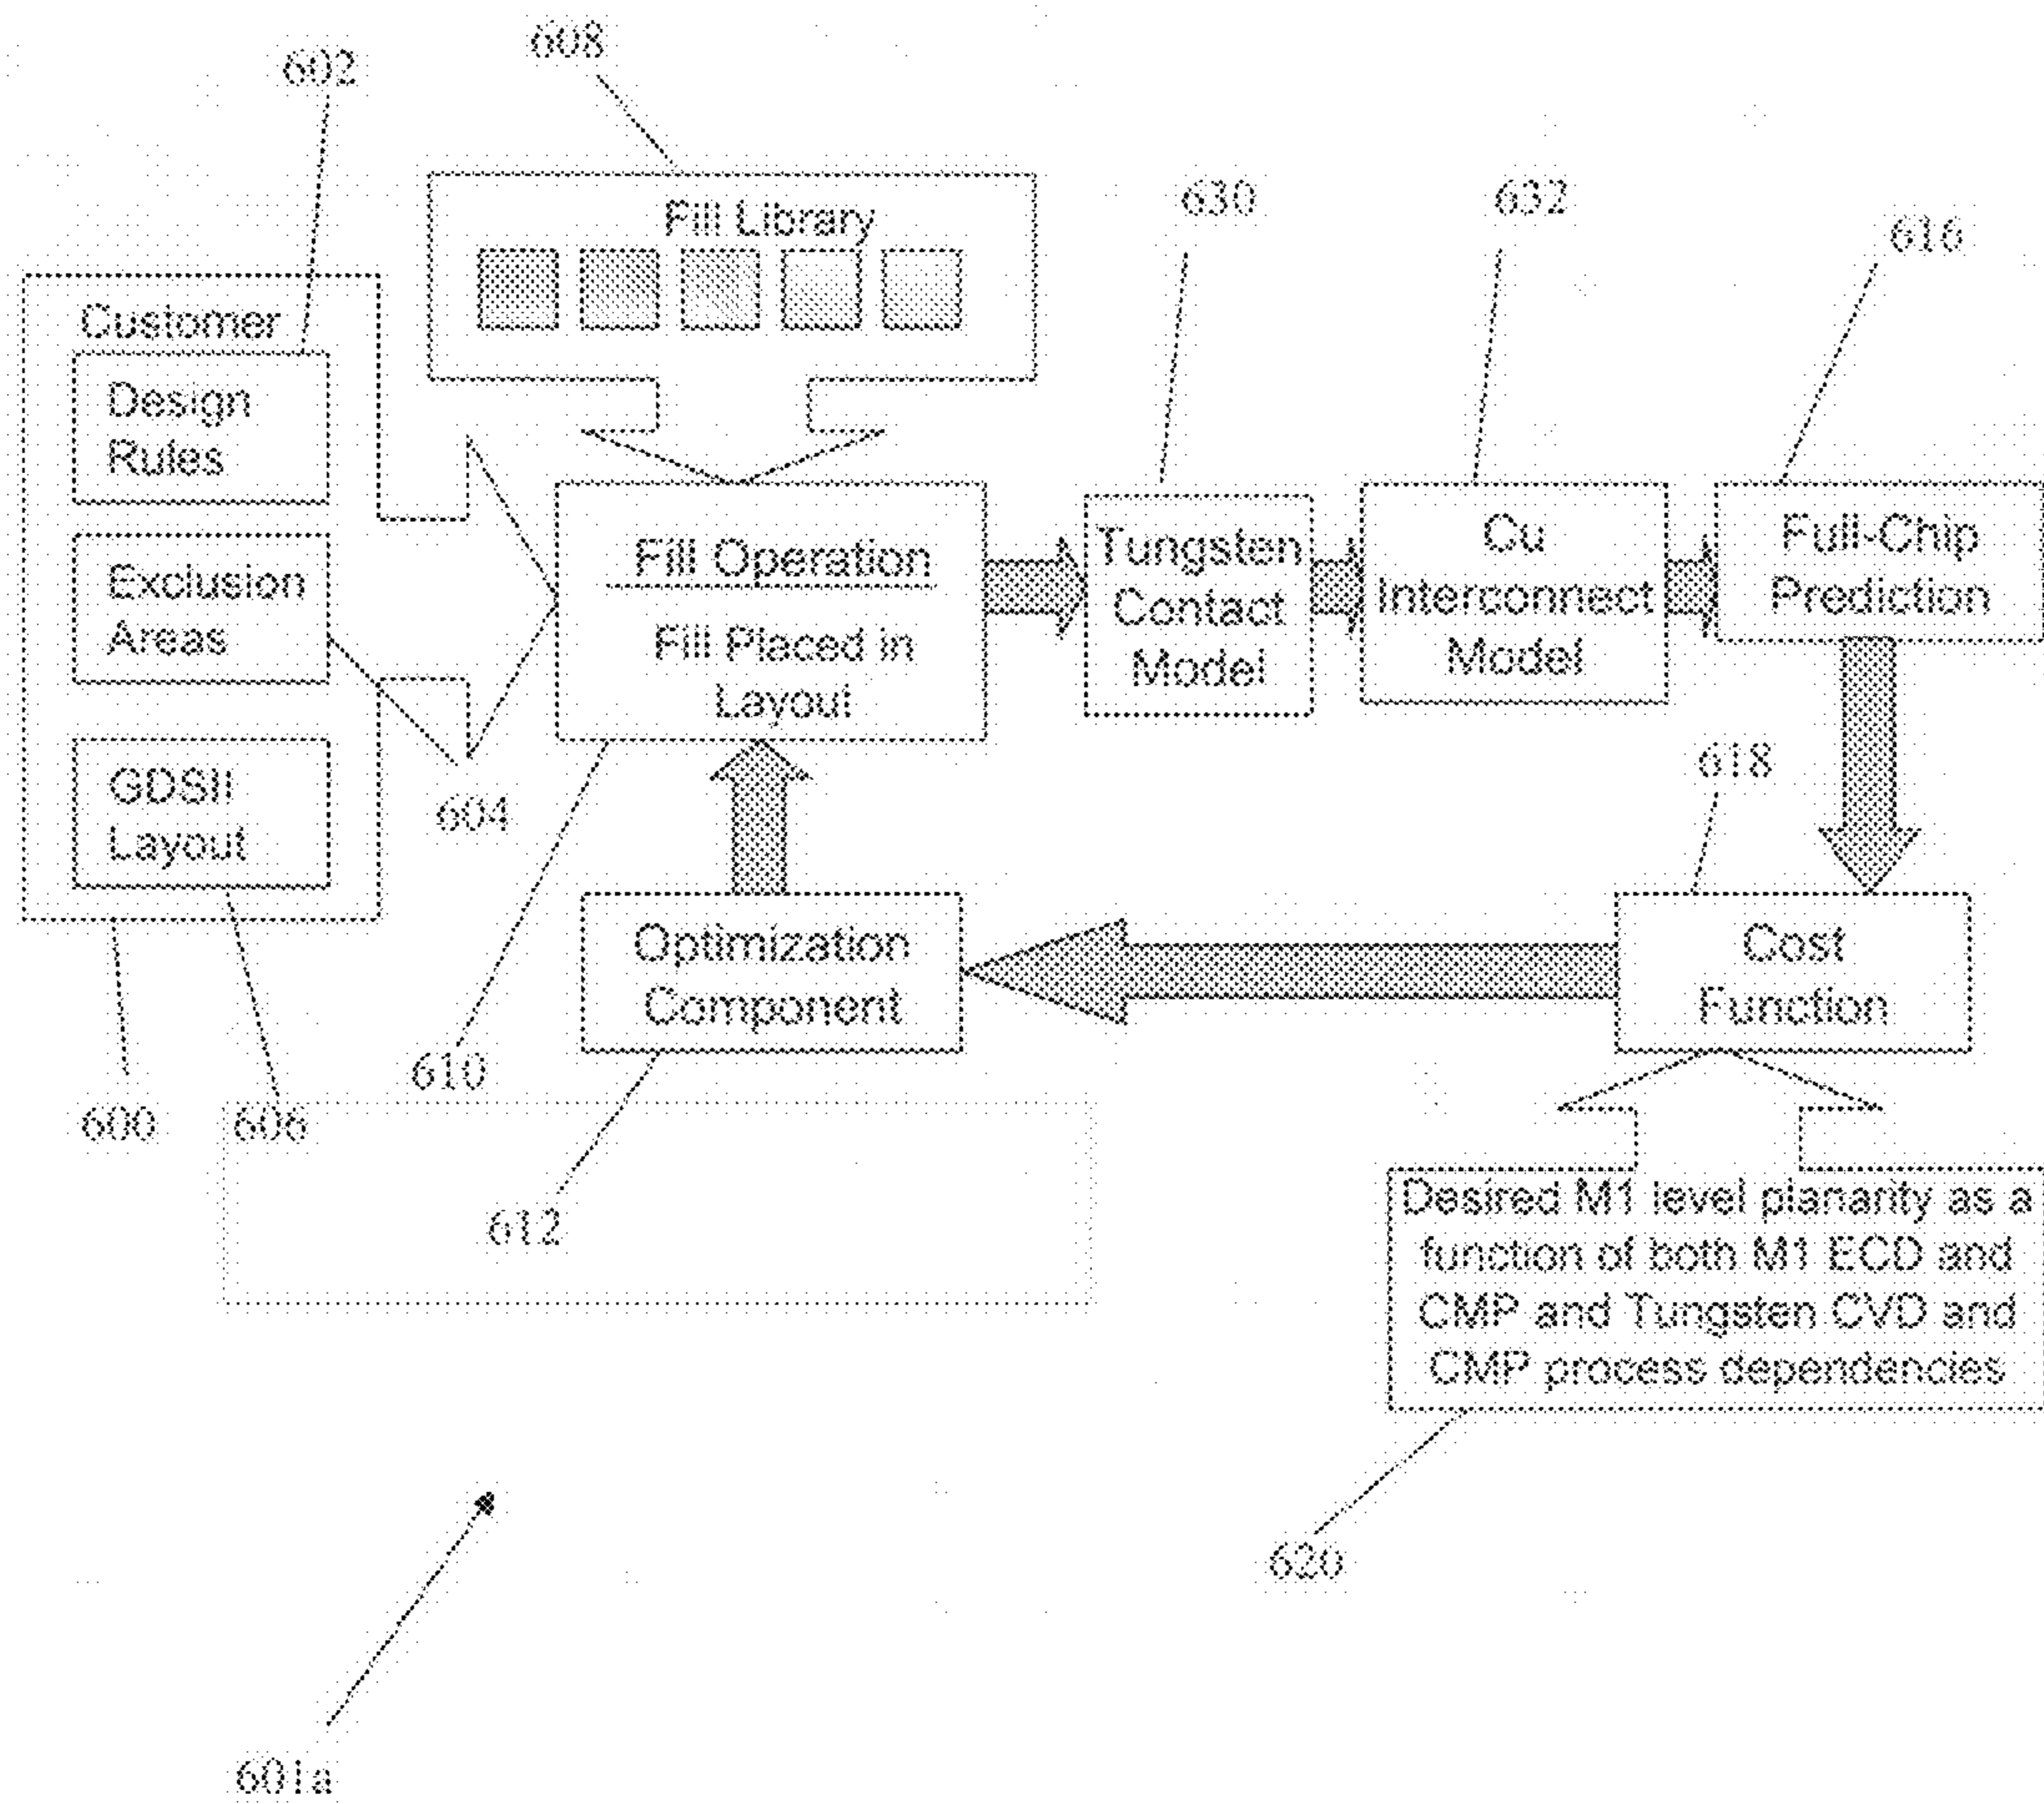 602
608
630
632
616
Fill Library
Customer
Design
Rules
Exclusion
Areas
GDSII
Layout
Fill Operation
Fill Placed in
Layout
Tungsten
Contact
Model
Cu
Interconnect
Model
Full-Chip
Prediction
604
618
Optimization
Component
Cost
Function
610
600
606
612
Desired M1 level planarity as a
function of both M1 ECD and
CMP and Tungsten CVD and
CMP process dependencies
620
601a